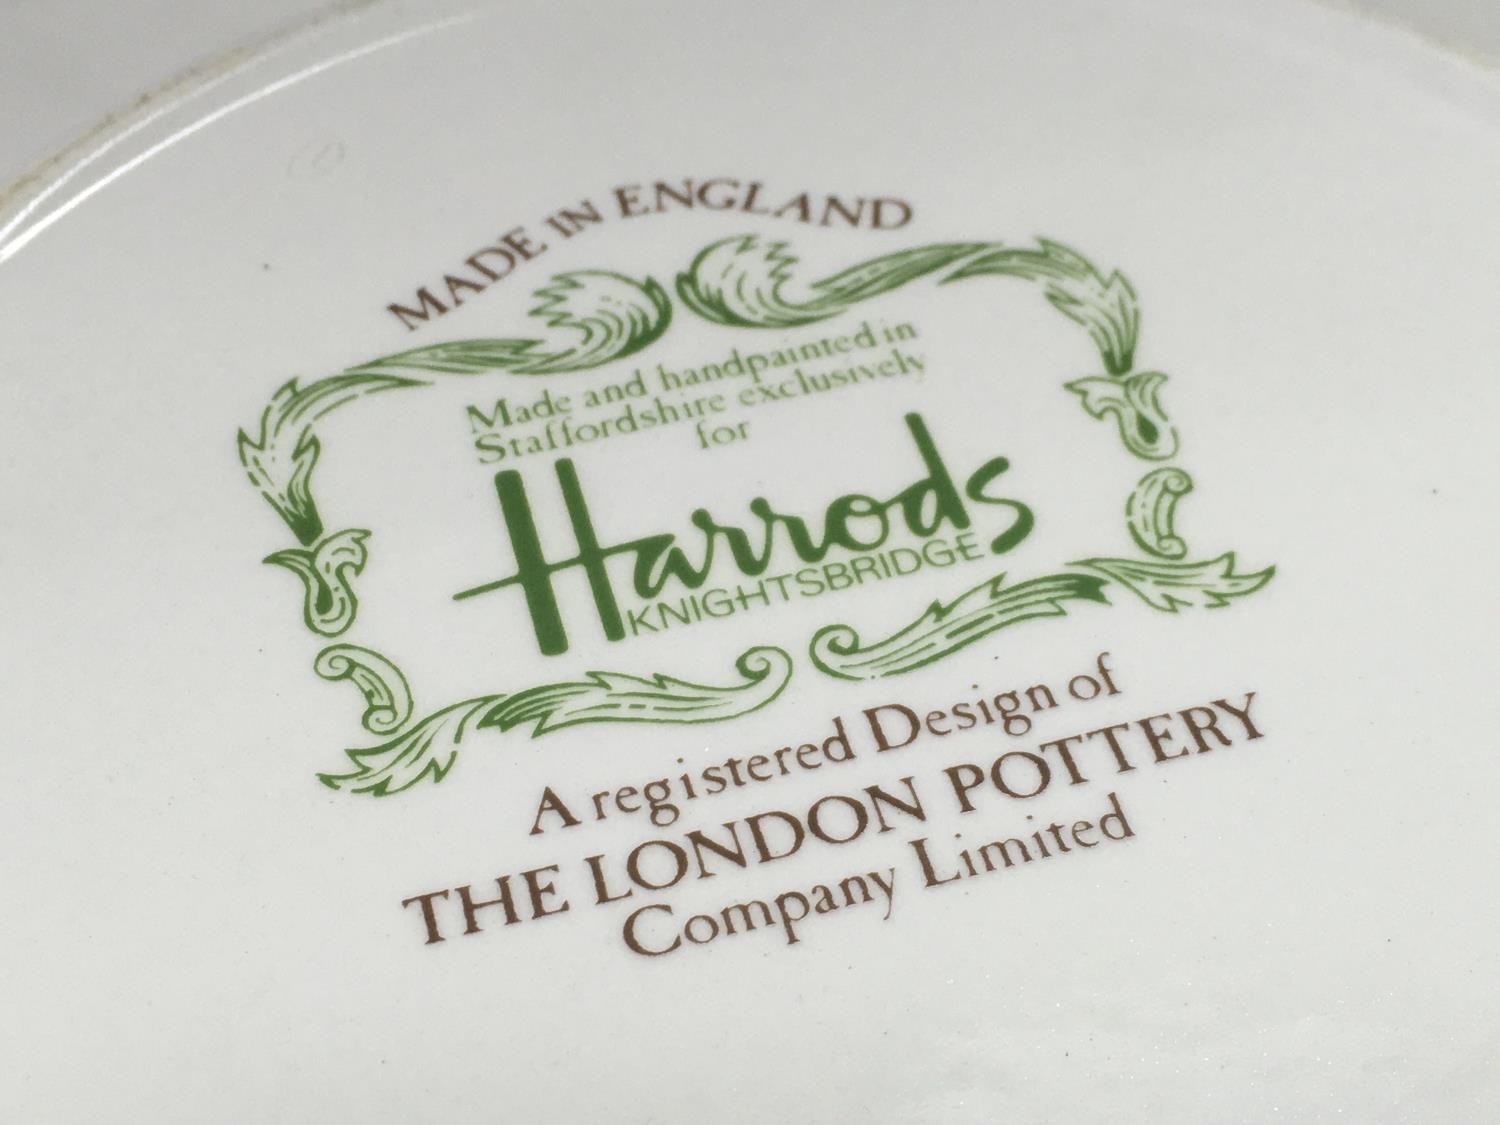 MADE IN ENGLAND
Made and handpainted in
Staffordshire exclusively
for
Harrods
KNIGHTSBRIDGE
A registered Design of
THE LONDON POTTERY
Company Limited